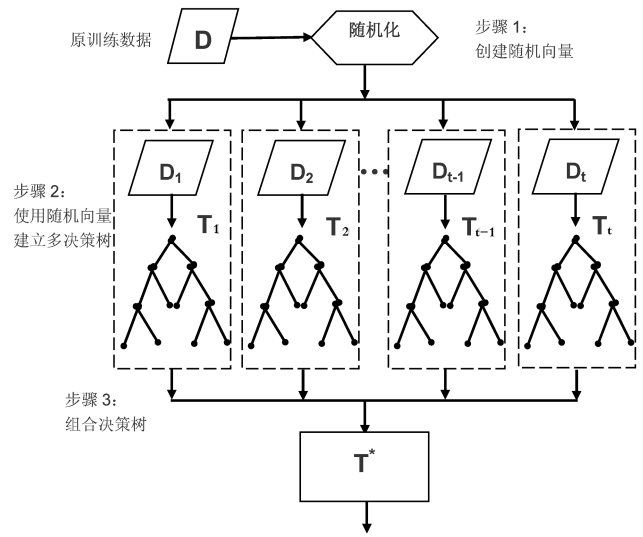 原训练数据
D
随机化
步骤 1：
创建随机向量
D1
D2
•••
Dt-1
Dt
步骤 2：
使用随机向量
建立多决策树
T1
T2
Tt−1
Tt
步骤 3：
组合决策树
T*